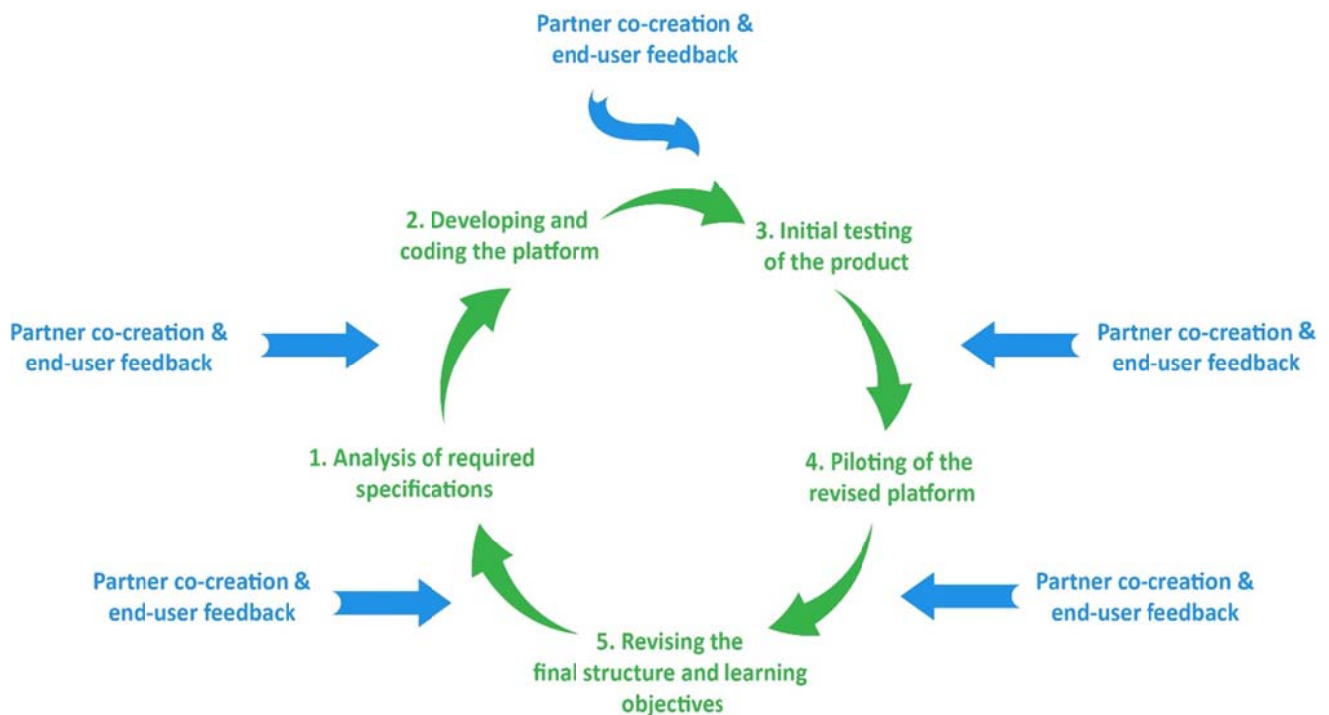 Partner co-creation &
end-user feedback
2. Developing and
coding the platform
3. Initial testing
of the product
Partner co-creation &
end-user feedback
Partner co-creation &
end-user feedback
1. Analysis of required
specifications
4. Piloting of the
revised platform
Partner co-creation &
end-user feedback
Partner co-creation &
end-user feedback
5. Revising the
final structure and learning
objectives